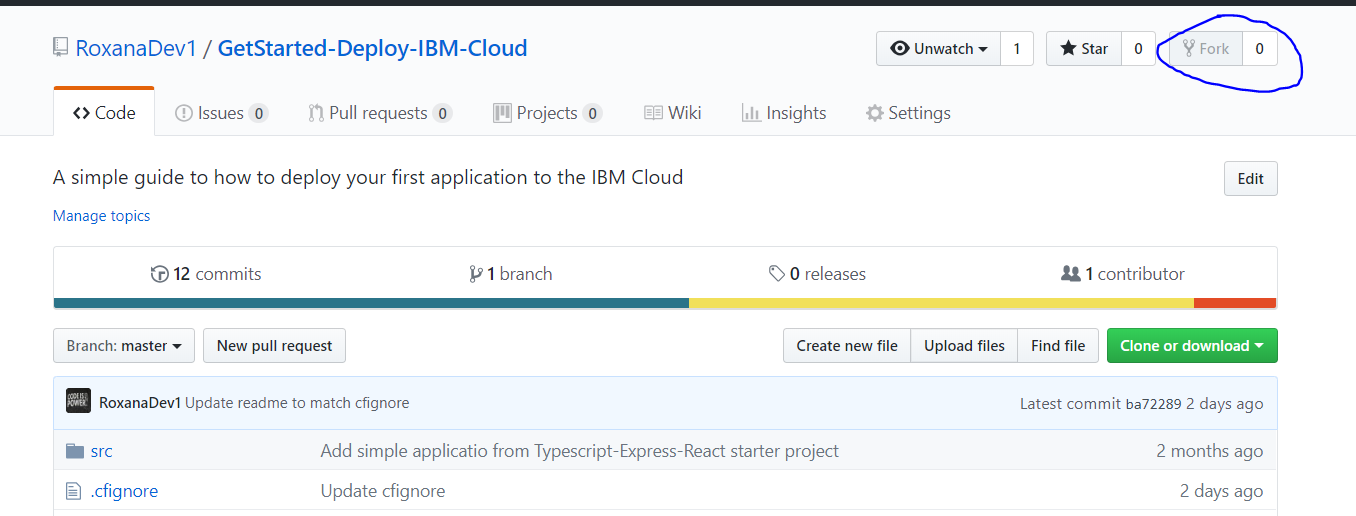 RoxanaDev1 / GetStarted-Deploy-IBM-Cloud Unwatch 1 Star 0 Fork 0
Code Issues 0 Pull requests 0 Projects 0 Wiki Insights Settings
A simple guide to how to deploy your first application to the IBM Cloud Edit
Manage topics
12 commits 1 branch 0 releases 1 contributor
Branch: master New pull request Create new file Upload files Find file Clone or download
CODE IS POWER. RoxanaDev1 Update readme to match cfignore Latest commit ba72289 2 days ago
src Add simple applicatio from Typescript-Express-React starter project 2 months ago
.cfignore Update cfignore 2 days ago